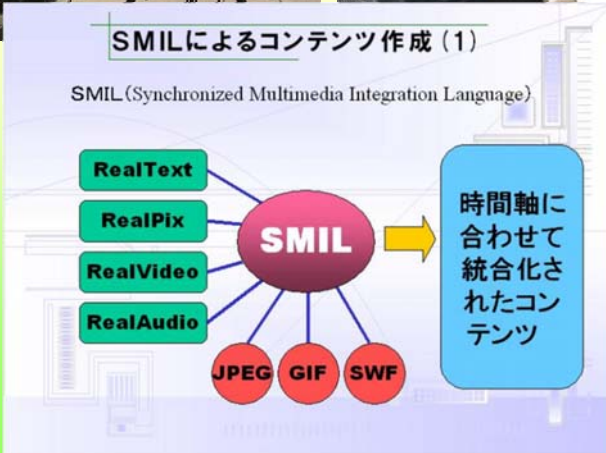 SMILによるコンテンツ作成(1)
SMIL(Synchronized Multimedia Integration Language)
RealText
RealPix
RealVideo
RealAudio
SMIL
JPEG
GIF
SWF
時間軸に
合わせて
統合化さ
れたコン
テンツ